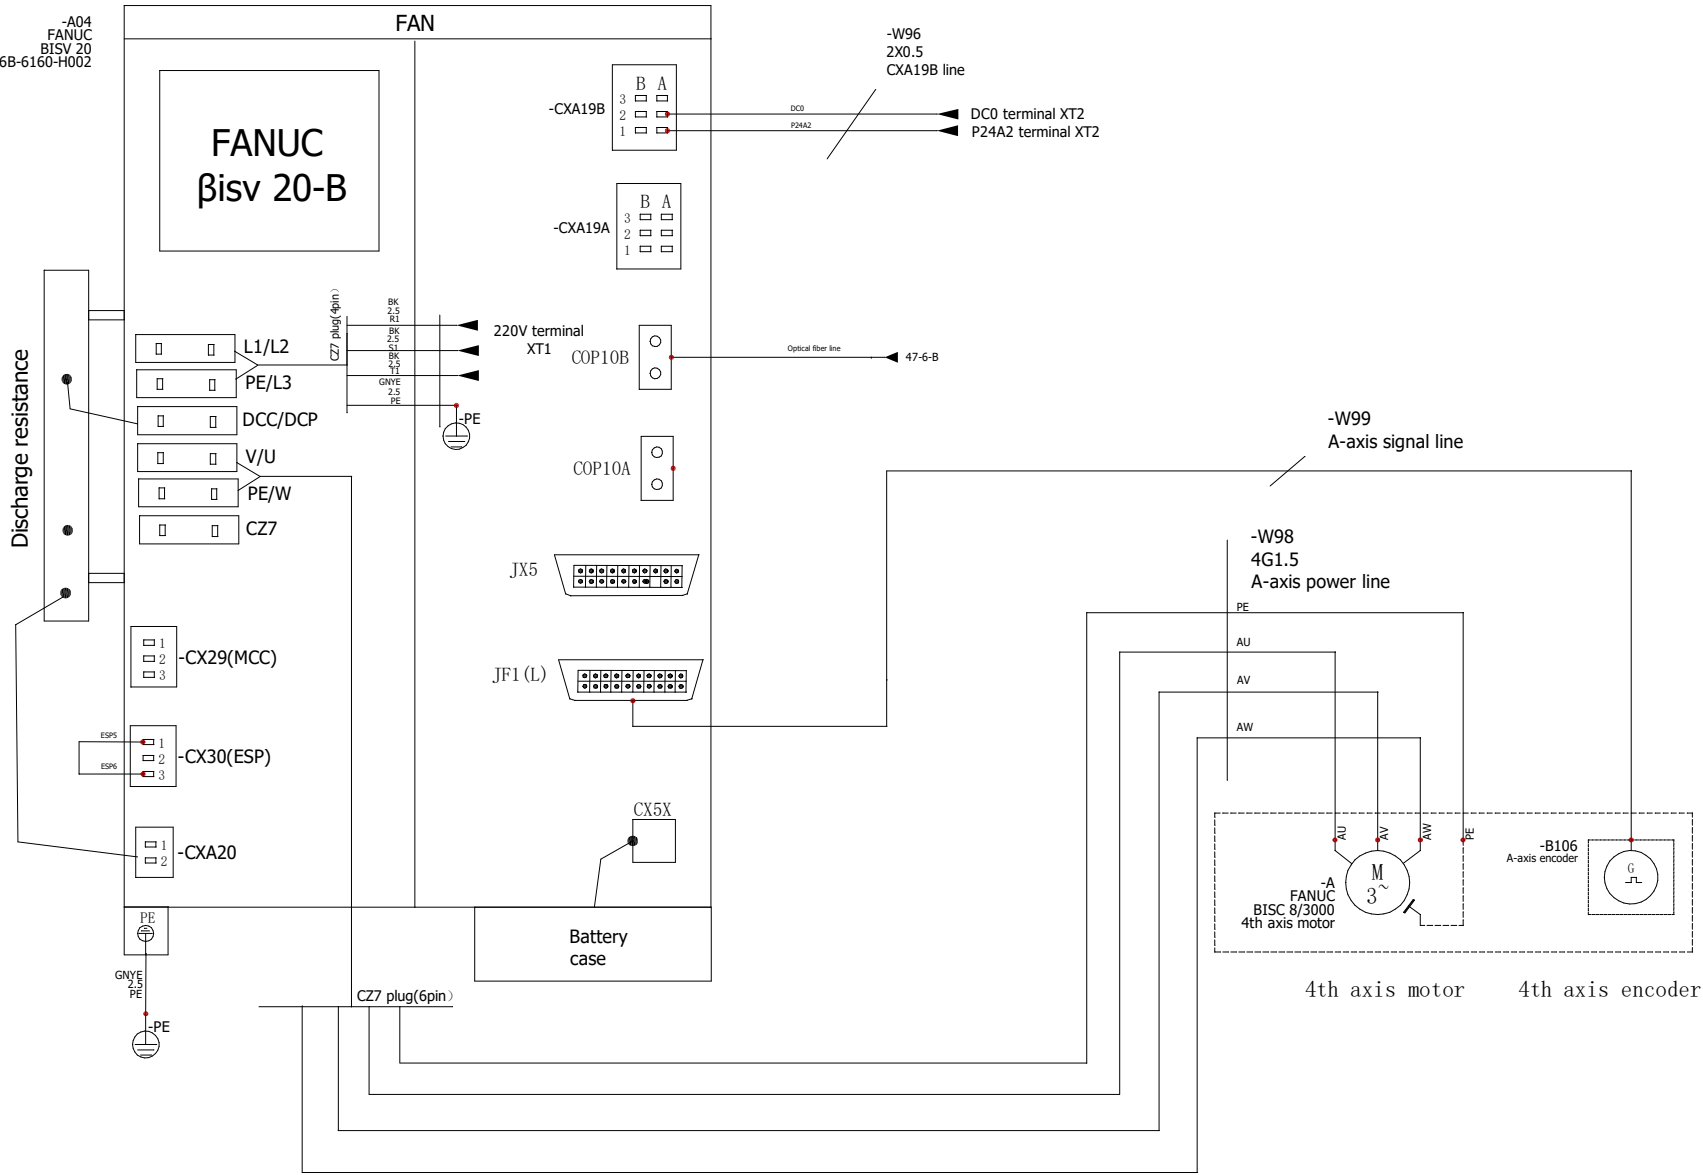 -A04
FANUC
BISV 20
6B-6160-H002
FAN
FANUC
βisv 20-B
-W96
2X0.5
CXA19B line
-CXA19B
B A
3
2
1
DC0
P24A2
DC0 terminal XT2
P24A2 terminal XT2
-CXA19A
B A
3
2
1
Discharge resistance
L1/L2
PE/L3
DCC/DCP
V/U
PE/W
CZ7
CZ7 plug(4pin)
BK
2.5
R1
BK
2.5
S1
BK
2.5
T1
GNYE
2.5
PE
220V terminal
XT1
-PE
COP10B
Optical fiber line
47-6-B
COP10A
-W99
A-axis signal line
JX5
JF1(L)
-W98
4G1.5
A-axis power line
PE
AU
AV
AW
1
2
3
-CX29(MCC)
ESP5
ESP6
1
2
3
-CX30(ESP)
1
2
-CXA20
CX5X
Battery
case
PE
GNYE
2.5
PE
-PE
CZ7 plug(6pin)
AU
AV
AW
PE
M
3~
-A
FANUC
BISC 8/3000
4th axis motor
-B106
A-axis encoder
G
4th axis motor
4th axis encoder